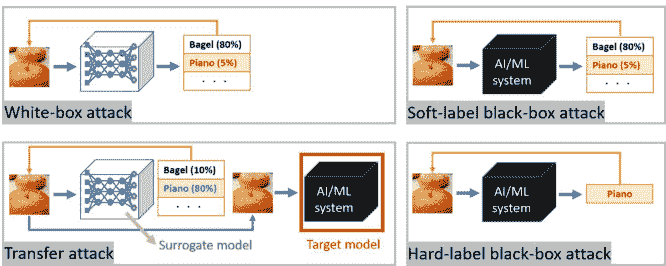 Bagel (80%)
Piano (5%)
. . .
White-box attack
AI/ML
system
Bagel (80%)
Piano (5%)
. . .
Soft-label black-box attack
Bagel (10%)
Piano (80%)
. . .
AI/ML
system
Surrogate model
Target model
Transfer attack
AI/ML
system
Piano
Hard-label black-box attack